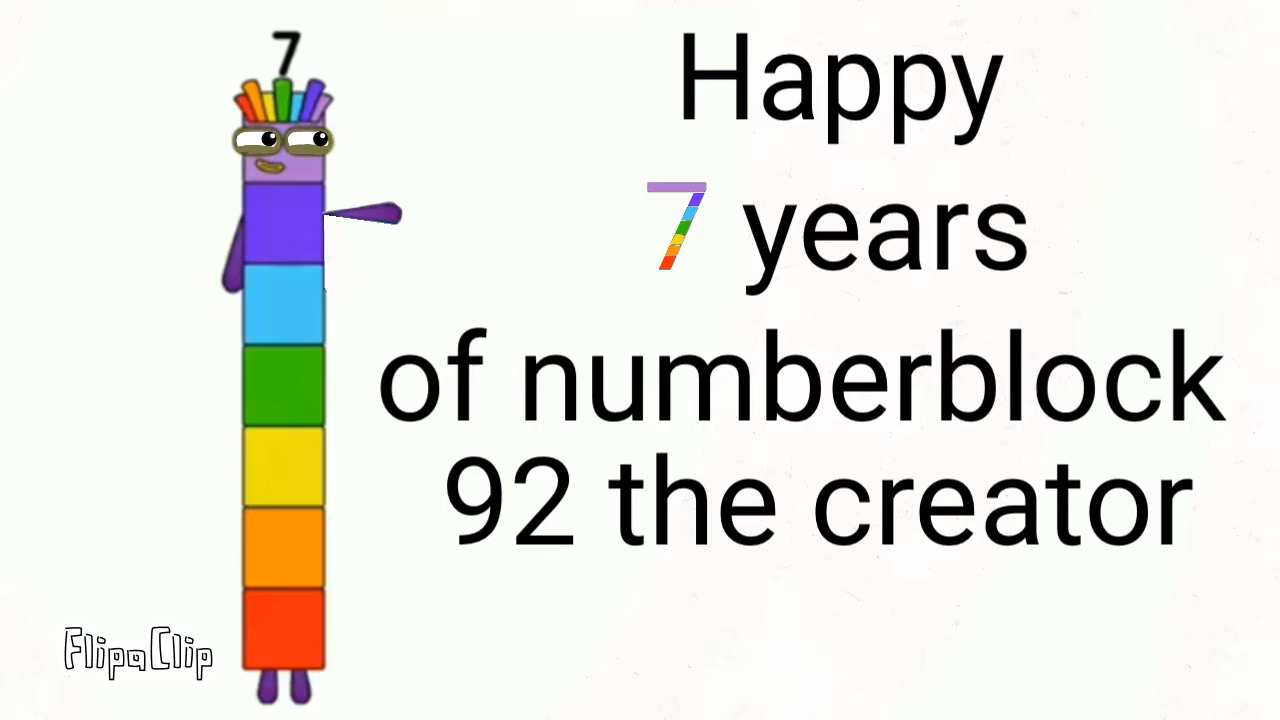 7
Happy
7 years
of numberblock
92 the creator
FlipaClip